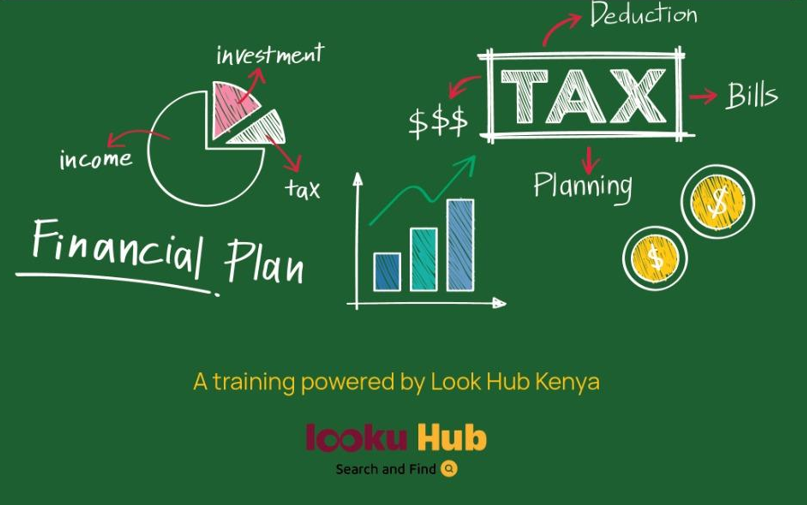 investment
income
tax
Financial Plan
Deduction
TAX
$$$
Bills
Planning
$
$
A training powered by Look Hub Kenya
looku Hub
Search and Find